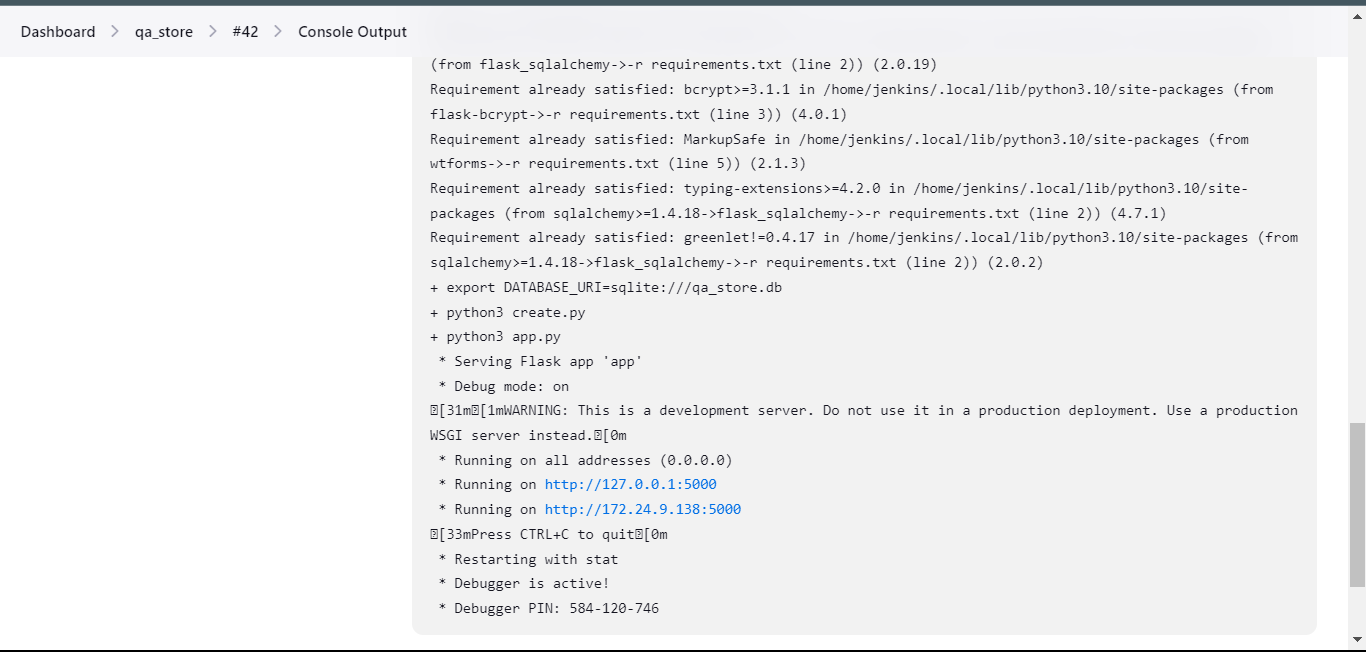 Dashboard > qa_store > #42 > Console Output
(from flask_sqlalchemy->-r requirements.txt (line 2)) (2.0.19)
Requirement already satisfied: bcrypt>=3.1.1 in /home/jenkins/.local/lib/python3.10/site-packages (from
flask-bcrypt->-r requirements.txt (line 3)) (4.0.1)
Requirement already satisfied: MarkupSafe in /home/jenkins/.local/lib/python3.10/site-packages (from
wtforms->-r requirements.txt (line 5)) (2.1.3)
Requirement already satisfied: typing-extensions>=4.2.0 in /home/jenkins/.local/lib/python3.10/site-
packages (from sqlalchemy>=1.4.18->flask_sqlalchemy->-r requirements.txt (line 2)) (4.7.1)
Requirement already satisfied: greenlet!=0.4.17 in /home/jenkins/.local/lib/python3.10/site-packages (from
sqlalchemy>=1.4.18->flask_sqlalchemy->-r requirements.txt (line 2)) (2.0.2)
+ export DATABASE_URI=sqlite:///qa_store.db
+ python3 create.py
+ python3 app.py
 * Serving Flask app 'app'
 * Debug mode: on
[31m[1mWARNING: This is a development server. Do not use it in a production deployment. Use a production
WSGI server instead.[0m
 * Running on all addresses (0.0.0.0)
 * Running on http://127.0.0.1:5000
 * Running on http://172.24.9.138:5000
[33mPress CTRL+C to quit[0m
 * Restarting with stat
 * Debugger is active!
 * Debugger PIN: 584-120-746